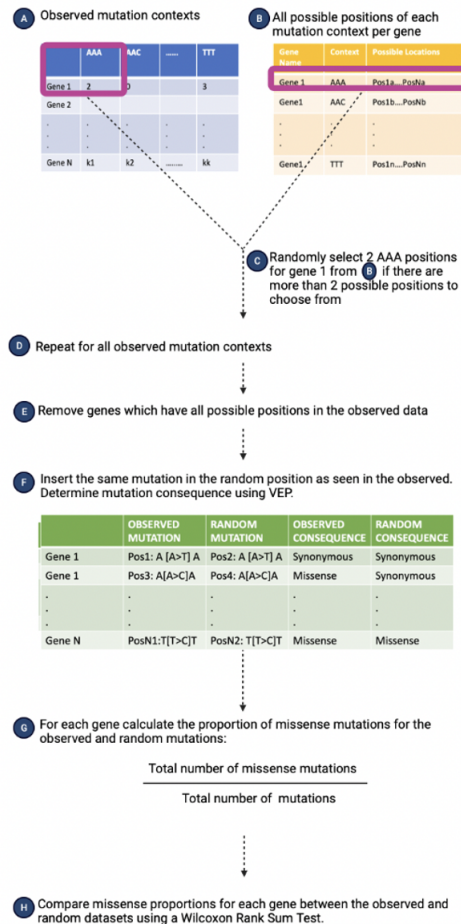 A Observed mutation contexts
AAA AAC ...... TTT
Gene 1 2 0 3
Gene 2
. . . . .
. . . . .
. . . . .
Gene N k1 k2 ........ kk
B All possible positions of each
mutation context per gene
Gene Name Context Possible Locations
Gene 1 AAA Pos1a....PosNa
Gene1 AAC Pos1b....PosNb
. . .
. . .
. . .
Gene1 TTT Pos1n....PosNn
C Randomly select 2 AAA positions
for gene 1 from B if there are
more than 2 possible positions to
choose from
D Repeat for all observed mutation contexts
E Remove genes which have all possible positions in the observed data
F Insert the same mutation in the random position as seen in the observed.
Determine mutation consequence using VEP.
OBSERVED MUTATION RANDOM MUTATION OBSERVED CONSEQUENCE RANDOM CONSEQUENCE
Gene 1 Pos1: A [A>T] A Pos2: A [A>T] A Synonymous Synonymous
Gene 1 Pos3: A[A>C]A Pos4: A[A>C]A Missense Synonymous
. . . . .
. . . . .
. . . . .
Gene N PosN1:T[T>C]T PosN2: T[T>C]T Missense Missense
G For each gene calculate the proportion of missense mutations for the
observed and random mutations:
Total number of missense mutations
Total number of mutations
H Compare missense proportions for each gene between the observed and
random datasets using a Wilcoxon Rank Sum Test.